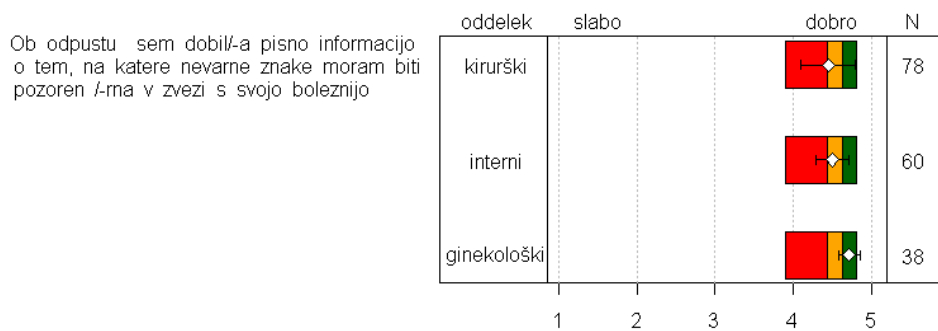 oddelek slabo dobro N
Ob odpustu sem dobil/-a pisno informacijo
o tem, na katere nevarne znake moram biti
pozoren /-rna v zvezi s svojo boleznijo
kirurški 78
interni 60
ginekološki 38
1 2 3 4 5